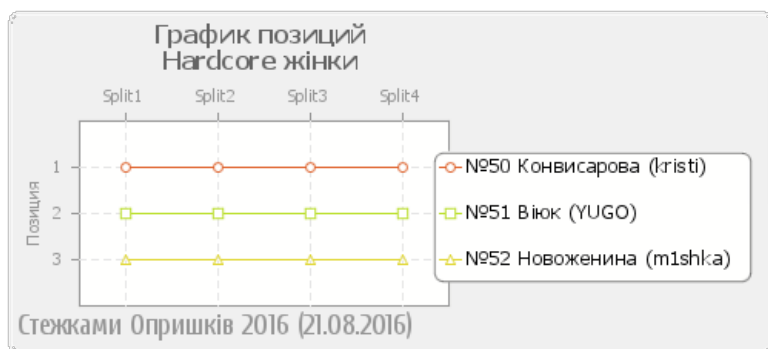 График позиций
Hardcore жінки
Split1 Split2 Split3 Split4
Позиция
1
2
3
№50 Конвисарова (kristi)
№51 Віюк (YUGO)
№52 Новоженина (m1shka)
Стежками Опришків 2016 (21.08.2016)